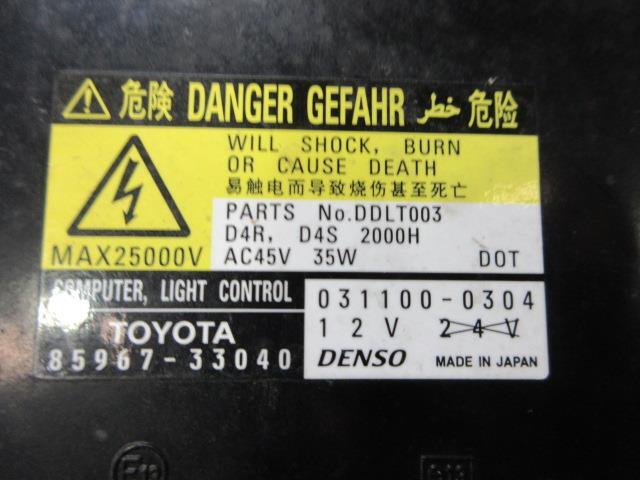 危険 DANGER GEFAHR خطر 危险
WILL SHOCK, BURN
OR CAUSE DEATH
易触电而导致烧伤甚至死亡
MAX25000V
PARTS No.DDLT003
D4R, D4S 2000H
AC45V 35W DOT
COMPUTER, LIGHT CONTROL
TOYOTA
85967-33040
031100-0304
12V 24V
DENSO MADE IN JAPAN